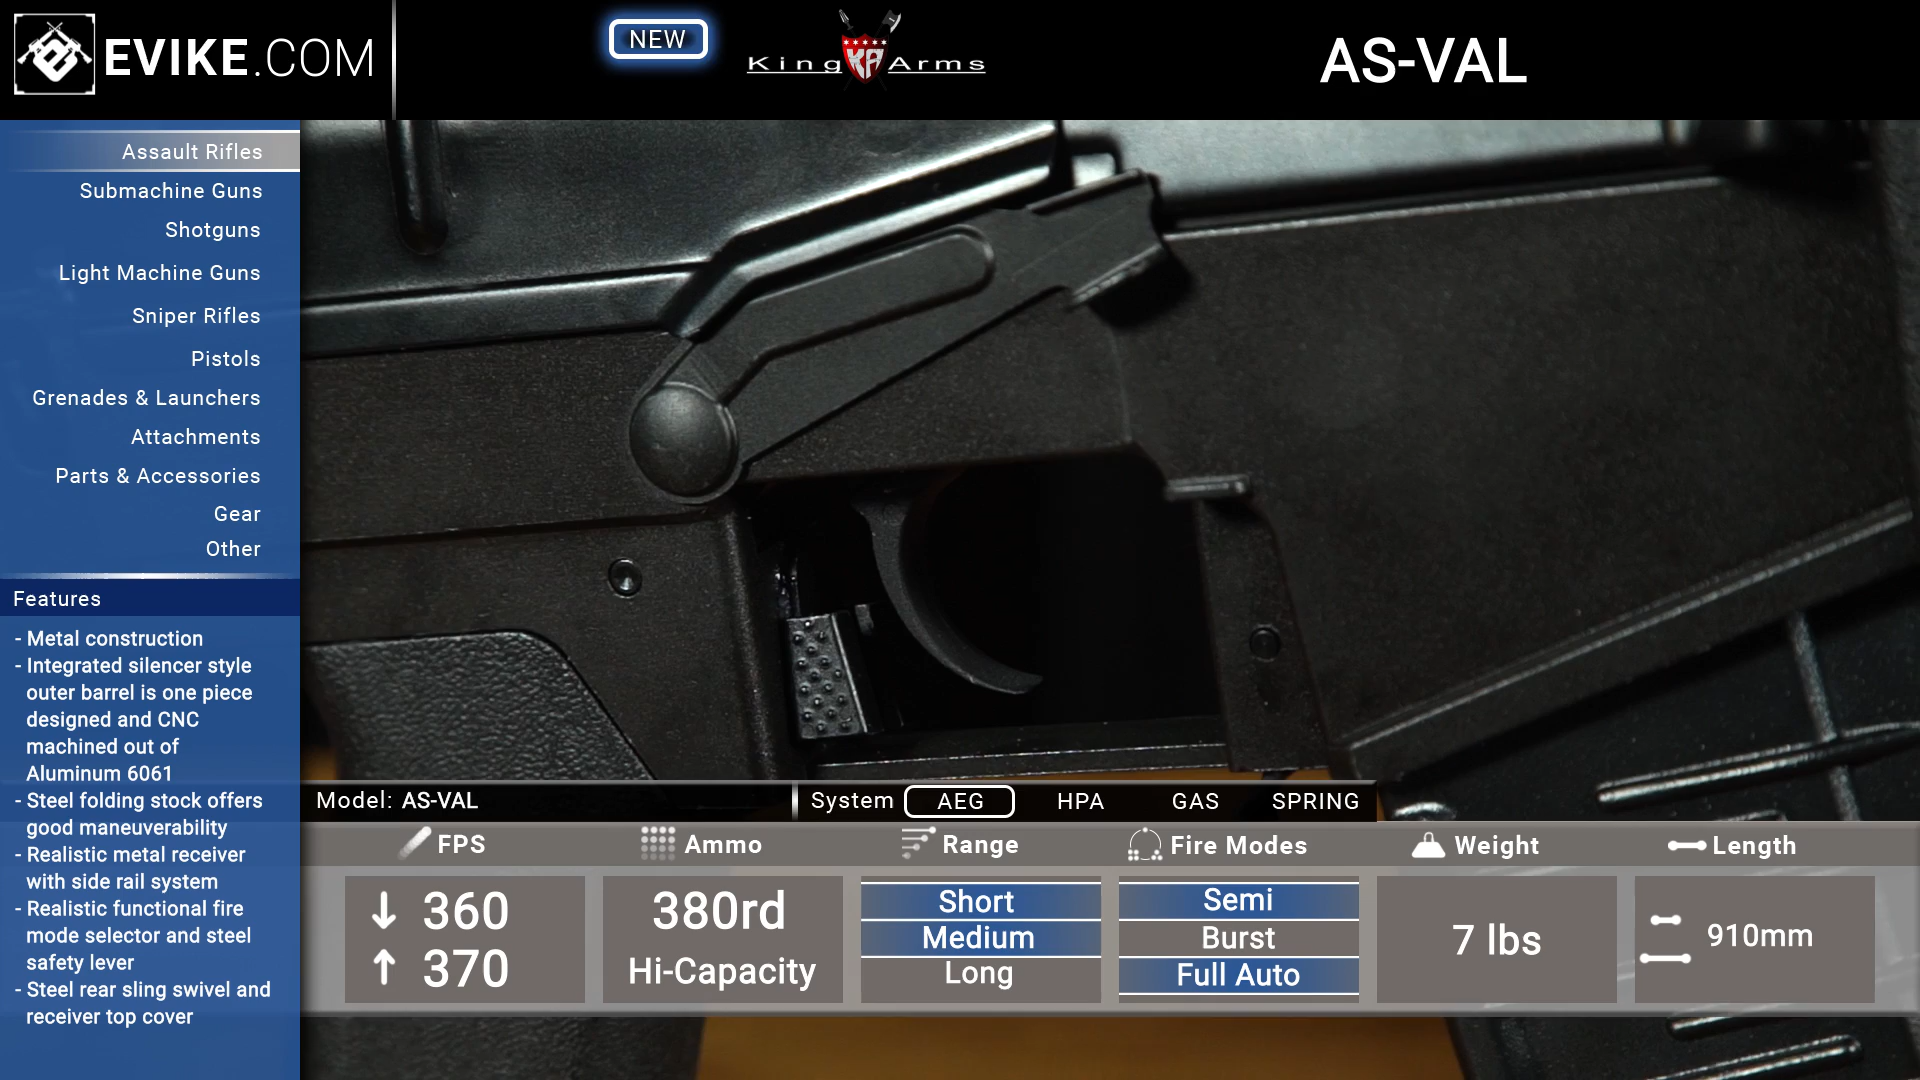 EVIKE.COM
NEW
King KA Arms
AS-VAL
Assault Rifles
Submachine Guns
Shotguns
Light Machine Guns
Sniper Rifles
Pistols
Grenades & Launchers
Attachments
Parts & Accessories
Gear
Other
Features
- Metal construction
- Integrated silencer style
outer barrel is one piece
designed and CNC
machined out of
Aluminum 6061
- Steel folding stock offers
good maneuverability
- Realistic metal receiver
with side rail system
- Realistic functional fire
mode selector and steel
safety lever
- Steel rear sling swivel and
receiver top cover
Model: AS-VAL
System AEG HPA GAS SPRING
FPS Ammo Range Fire Modes Weight Length
↓ 360
↑ 370
380rd
Hi-Capacity
Short
Medium
Long
Semi
Burst
Full Auto
7 lbs
910mm